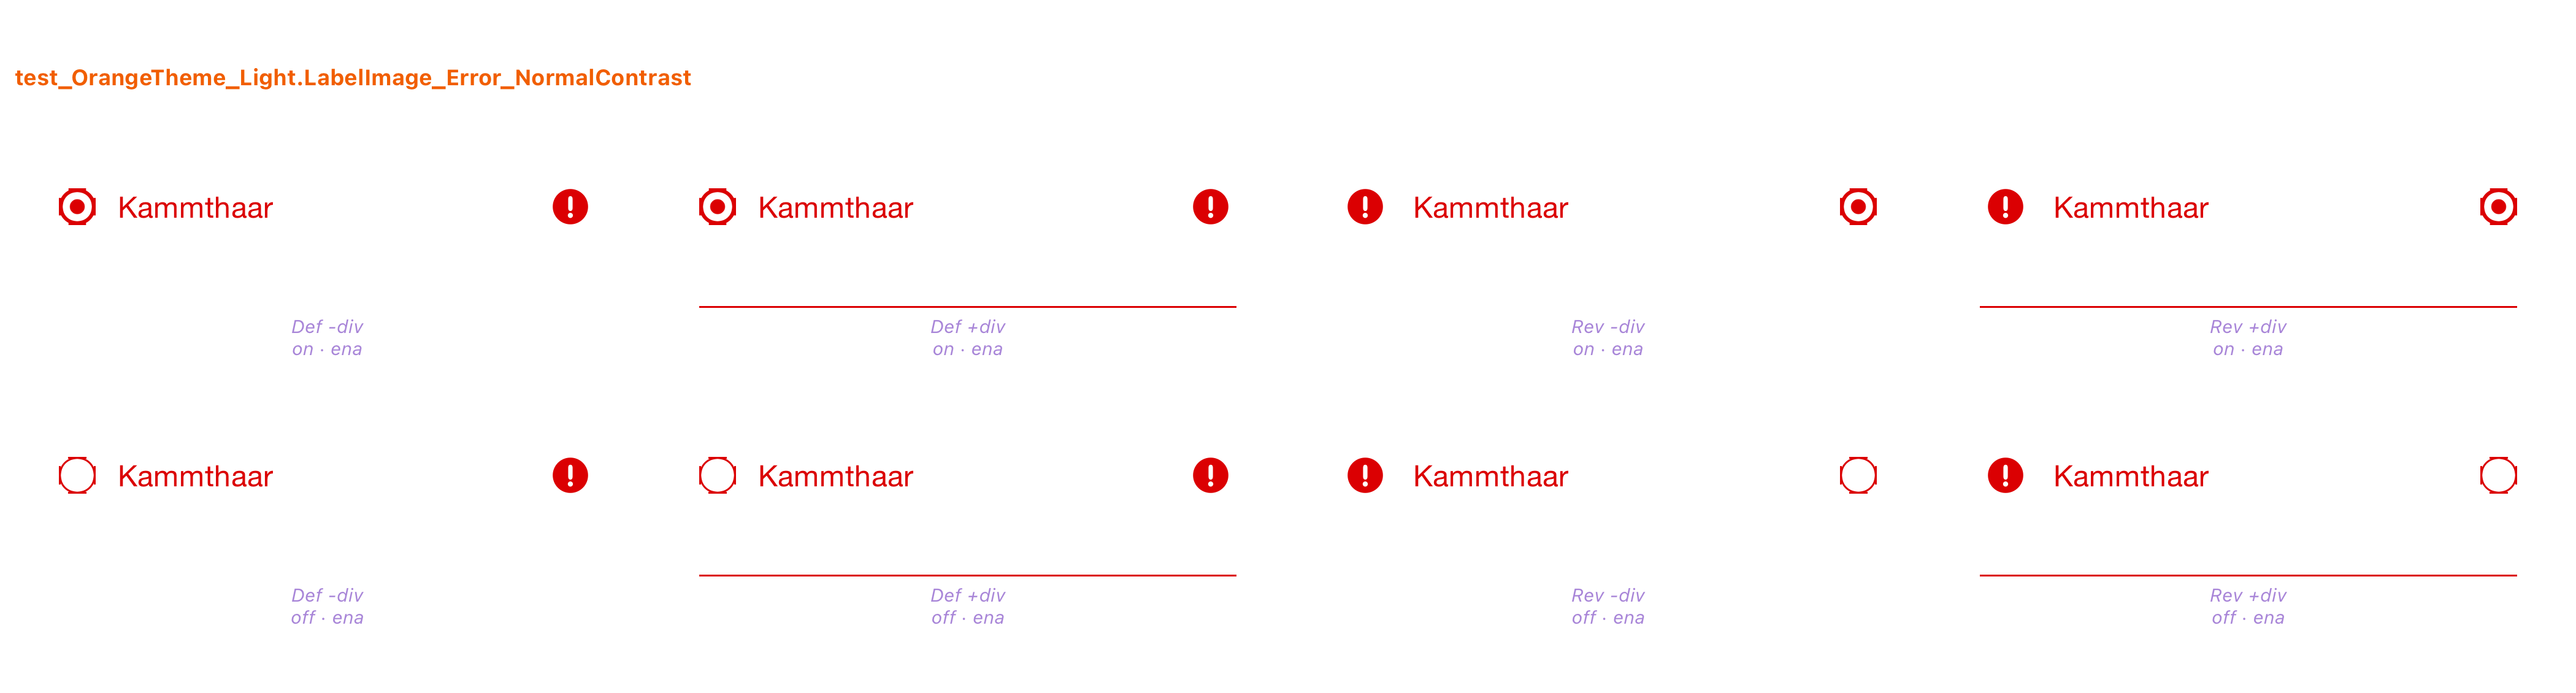 test_OrangeTheme_Light.LabelImage_Error_NormalContrast
Kammthaar
Kammthaar
Kammthaar
Kammthaar
Def -div
on · ena
Def +div
on · ena
Rev -div
on · ena
Rev +div
on · ena
Kammthaar
Kammthaar
Kammthaar
Kammthaar
Def -div
off · ena
Def +div
off · ena
Rev -div
off · ena
Rev +div
off · ena